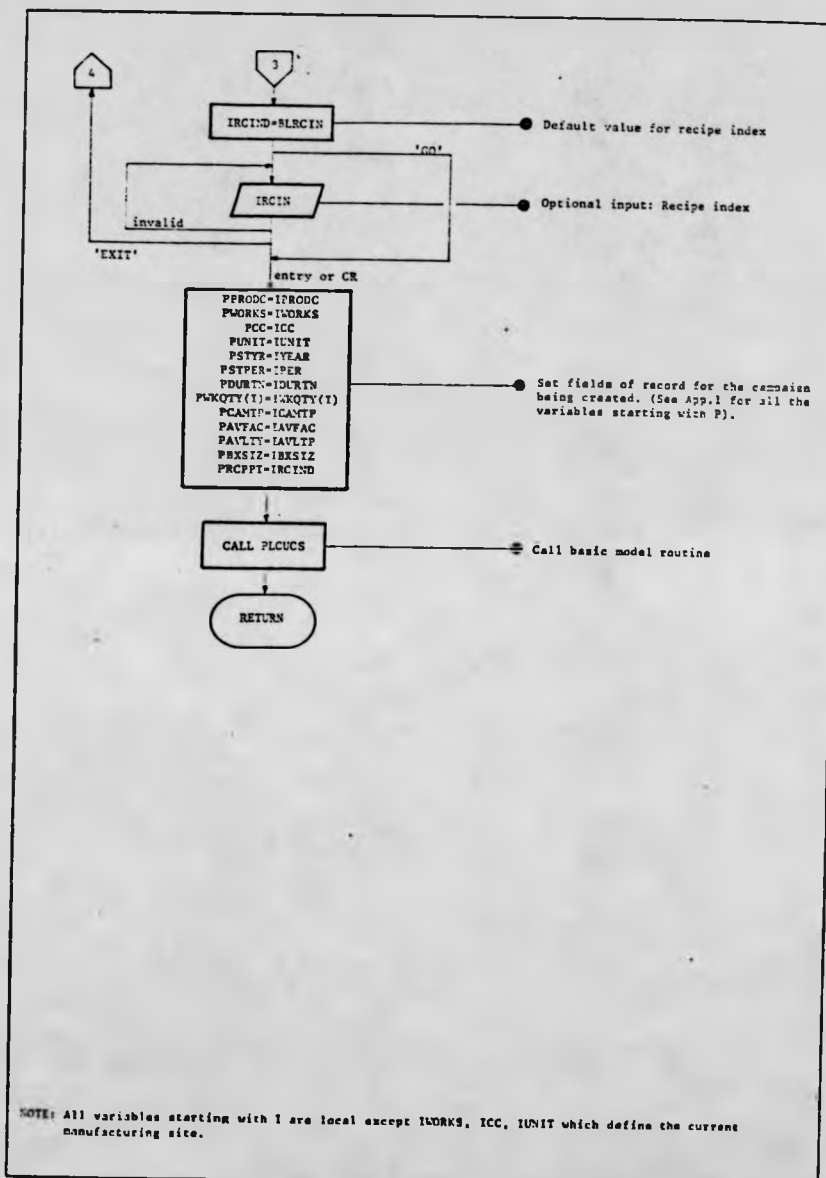 4
3
IRCIND=BLRCIN
Default value for recipe index
'GO'
IRCIN
Optional input: Recipe index
invalid
'EXIT'
entry or CR
PPRODC=IPRODC
PWORKS=IWORKS
PCC=ICC
PUNIT=IUNIT
PSTYR=IYEAR
PSTPER=IPER
PDURTN=IDURTN
PWKQTY(I)=IWKQTY(I)
PCAMTP=ICAMTP
PAVFAC=IAVFAC
PAVLTY=IAVLTP
PBXSIZ=IBXSIZ
PRCPPT=IRCIND
Set fields of record for the campaign
being created. (See App.1 for all the
variables starting with P).
CALL PLCUCS
Call basic model routine
RETURN
NOTE: All variables starting with I are local except IWORKS, ICC, IUNIT which define the current
manufacturing site.